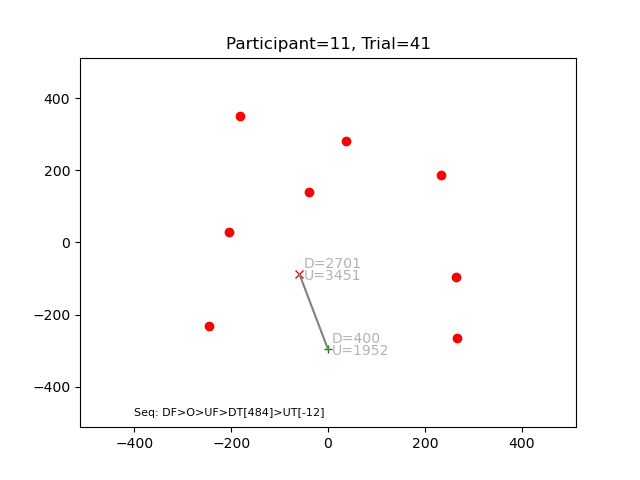 Participant=11, Trial=41
400
200
0
−200
−400
D=2701
U=3451
D=400
U=1952
Seq: DF>O>UF>DT[484]>UT[-12]
−400
−200
0
200
400